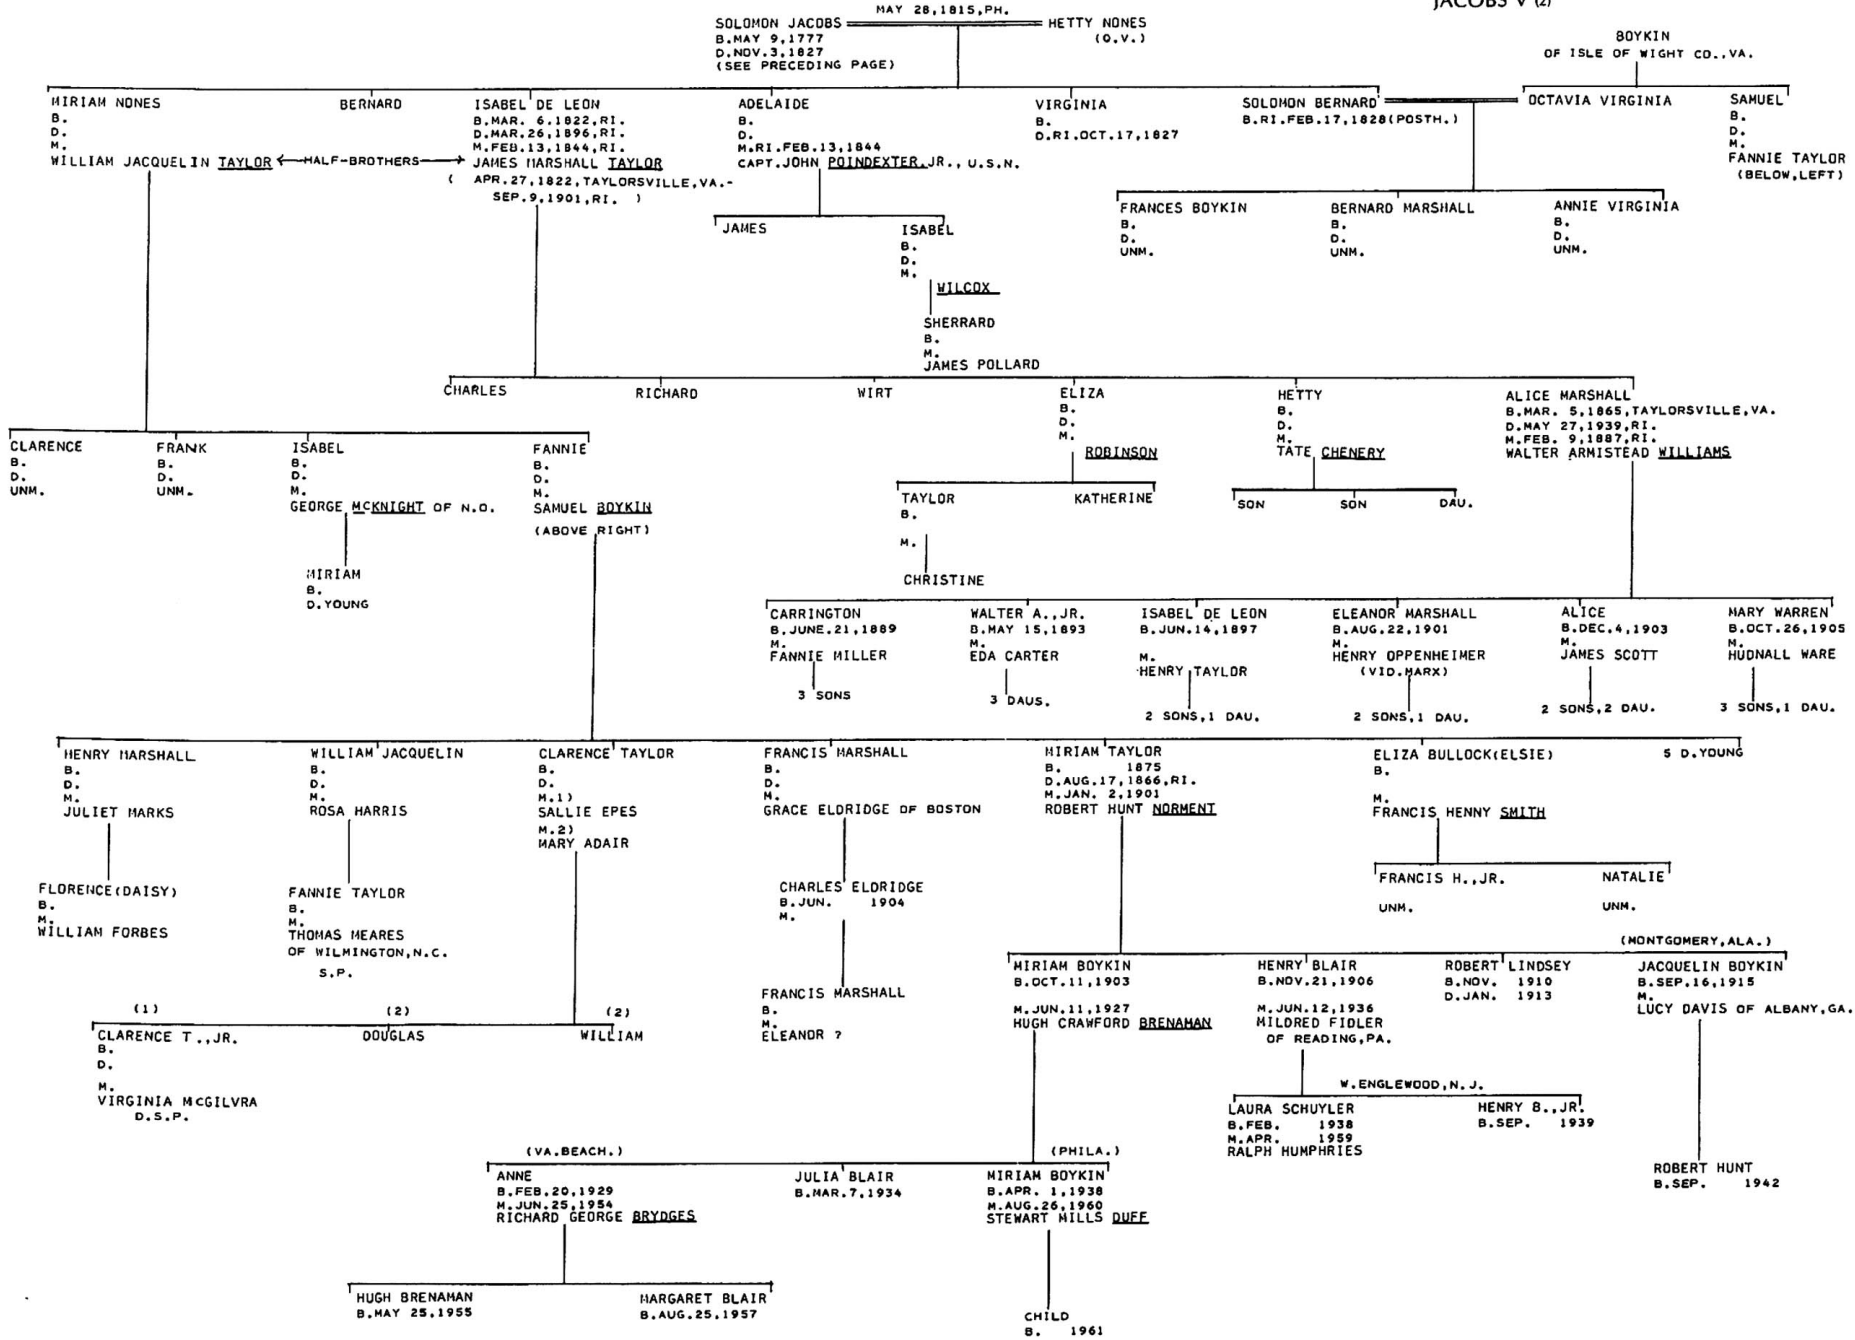 JACOBS V (2)
MAY 28,1815,PH.
SOLOMON JACOBS
B.MAY 9,1777
D.NOV.3,1827
(SEE PRECEDING PAGE)
HETTY NONES
(Q.V.)
BOYKIN
OF ISLE OF WIGHT CO.,VA.
MIRIAM NONES
B.
D.
M.
WILLIAM JACQUELIN TAYLOR
HALF-BROTHERS
BERNARD
ISABEL DE LEON
B.MAR. 6.1822,RI.
D.MAR.26,1896,RI.
M.FEB.13,1844,RI.
JAMES MARSHALL TAYLOR
( APR.27,1822,TAYLORSVILLE,VA.-
SEP.9,1901,RI. )
ADELAIDE
B.
D.
M.RI.FEB.13,1844
CAPT.JOHN POINDEXTER,JR., U.S.N.
VIRGINIA
B.
D.RI.OCT.17,1827
SOLOMON BERNARD
B.RI.FEB.17,1828(POSTH.)
OCTAVIA VIRGINIA
SAMUEL
B.
D.
M.
FANNIE TAYLOR
(BELOW,LEFT)
JAMES
ISABEL
B.
D.
M.
WILCOX
SHERRARD
B.
M.
JAMES POLLARD
FRANCES BOYKIN
B.
D.
UNM.
BERNARD MARSHALL
B.
D.
UNM.
ANNIE VIRGINIA
B.
D.
UNM.
CHARLES
RICHARD
WIRT
ELIZA
B.
D.
M.
ROBINSON
HETTY
B.
D.
M.
TATE CHENERY
ALICE MARSHALL
B.MAR. 5,1865,TAYLORSVILLE,VA.
D.MAY 27,1939,RI.
M.FEB. 9,1887,RI.
WALTER ARMISTEAD WILLIAMS
CLARENCE
B.
D.
UNM.
FRANK
B.
D.
UNM.
ISABEL
B.
D.
M.
GEORGE MCKNIGHT OF N.O.
FANNIE
B.
D.
M.
SAMUEL BOYKIN
(ABOVE RIGHT)
MIRIAM
B.
D.YOUNG
TAYLOR
B.
M.
CHRISTINE
KATHERINE
SON
SON
DAU.
CARRINGTON
B.JUNE.21,1889
M.
FANNIE MILLER
3 SONS
WALTER A.,JR.
B.MAY 15,1893
M.
EDA CARTER
3 DAUS.
ISABEL DE LEON
B.JUN.14,1897
M.
HENRY TAYLOR
2 SONS,1 DAU.
ELEANOR MARSHALL
B.AUG.22,1901
M.
HENRY OPPENHEIMER
(VID.MARX)
2 SONS,1 DAU.
ALICE
B.DEC.4,1903
M.
JAMES SCOTT
2 SONS,2 DAU.
MARY WARREN
B.OCT.26,1905
M.
HUDNALL WARE
3 SONS,1 DAU.
HENRY MARSHALL
B.
D.
M.
JULIET MARKS
WILLIAM JACQUELIN
B.
D.
M.
ROSA HARRIS
CLARENCE TAYLOR
B.
D.
M.1)
SALLIE EPES
M.2)
MARY ADAIR
FRANCIS MARSHALL
B.
D.
M.
GRACE ELDRIDGE OF BOSTON
MIRIAM TAYLOR
B. 1875
D.AUG.17,1866,RI.
M.JAN. 2,1901
ROBERT HUNT NORMENT
ELIZA BULLOCK(ELSIE)
B.
M.
FRANCIS HENNY SMITH
5 D.YOUNG
FLORENCE(DAISY)
B.
M.
WILLIAM FORBES
FANNIE TAYLOR
B.
M.
THOMAS MEARES
OF WILMINGTON,N.C.
S.P.
CHARLES ELDRIDGE
B.JUN. 1904
M.
FRANCIS MARSHALL
B.
M.
ELEANOR ?
FRANCIS H.,JR.
UNM.
NATALIE
UNM.
(MONTGOMERY,ALA.)
MIRIAM BOYKIN
B.OCT.11,1903
M.JUN.11,1927
HUGH CRAWFORD BRENAMAN
HENRY BLAIR
B.NOV.21,1906
M.JUN.12,1936
MILDRED FIDLER
OF READING,PA.
ROBERT LINDSEY
B.NOV. 1910
D.JAN. 1913
JACQUELIN BOYKIN
B.SEP.16,1915
M.
LUCY DAVIS OF ALBANY,GA.
(1)
(2)
(2)
CLARENCE T.,JR.
B.
D.
M.
VIRGINIA MCGILVRA
D.S.P.
DOUGLAS
WILLIAM
W.ENGLEWOOD,N.J.
LAURA SCHUYLER
B.FEB. 1938
M.APR. 1959
RALPH HUMPHRIES
HENRY B.,JR.
B.SEP. 1939
ROBERT HUNT
B.SEP. 1942
(VA.BEACH.)
(PHILA.)
ANNE
B.FEB.20,1929
M.JUN.25,1954
RICHARD GEORGE BRYDGES
JULIA BLAIR
B.MAR.7,1934
MIRIAM BOYKIN
B.APR. 1,1938
M.AUG.26,1960
STEWART MILLS DUFF
HUGH BRENAMAN
B.MAY 25,1955
MARGARET BLAIR
B.AUG.25,1957
CHILD
B. 1961